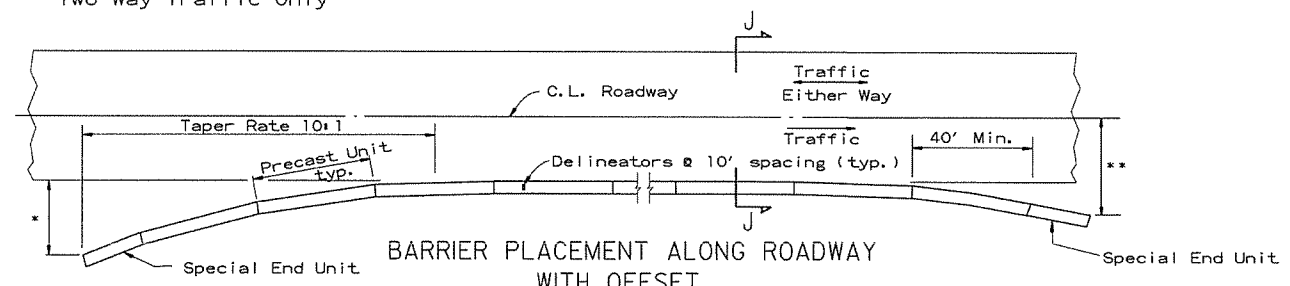 Two Way Traffic Only
J
Traffic
Either Way
C.L. Roadway
Taper Rate 10:1
Traffic
40' Min.
Precast Unit
typ.
Delineators @ 10' spacing (typ.)
*
**
J
Special End Unit
BARRIER PLACEMENT ALONG ROADWAY
WITH OFFSET
Special End Unit